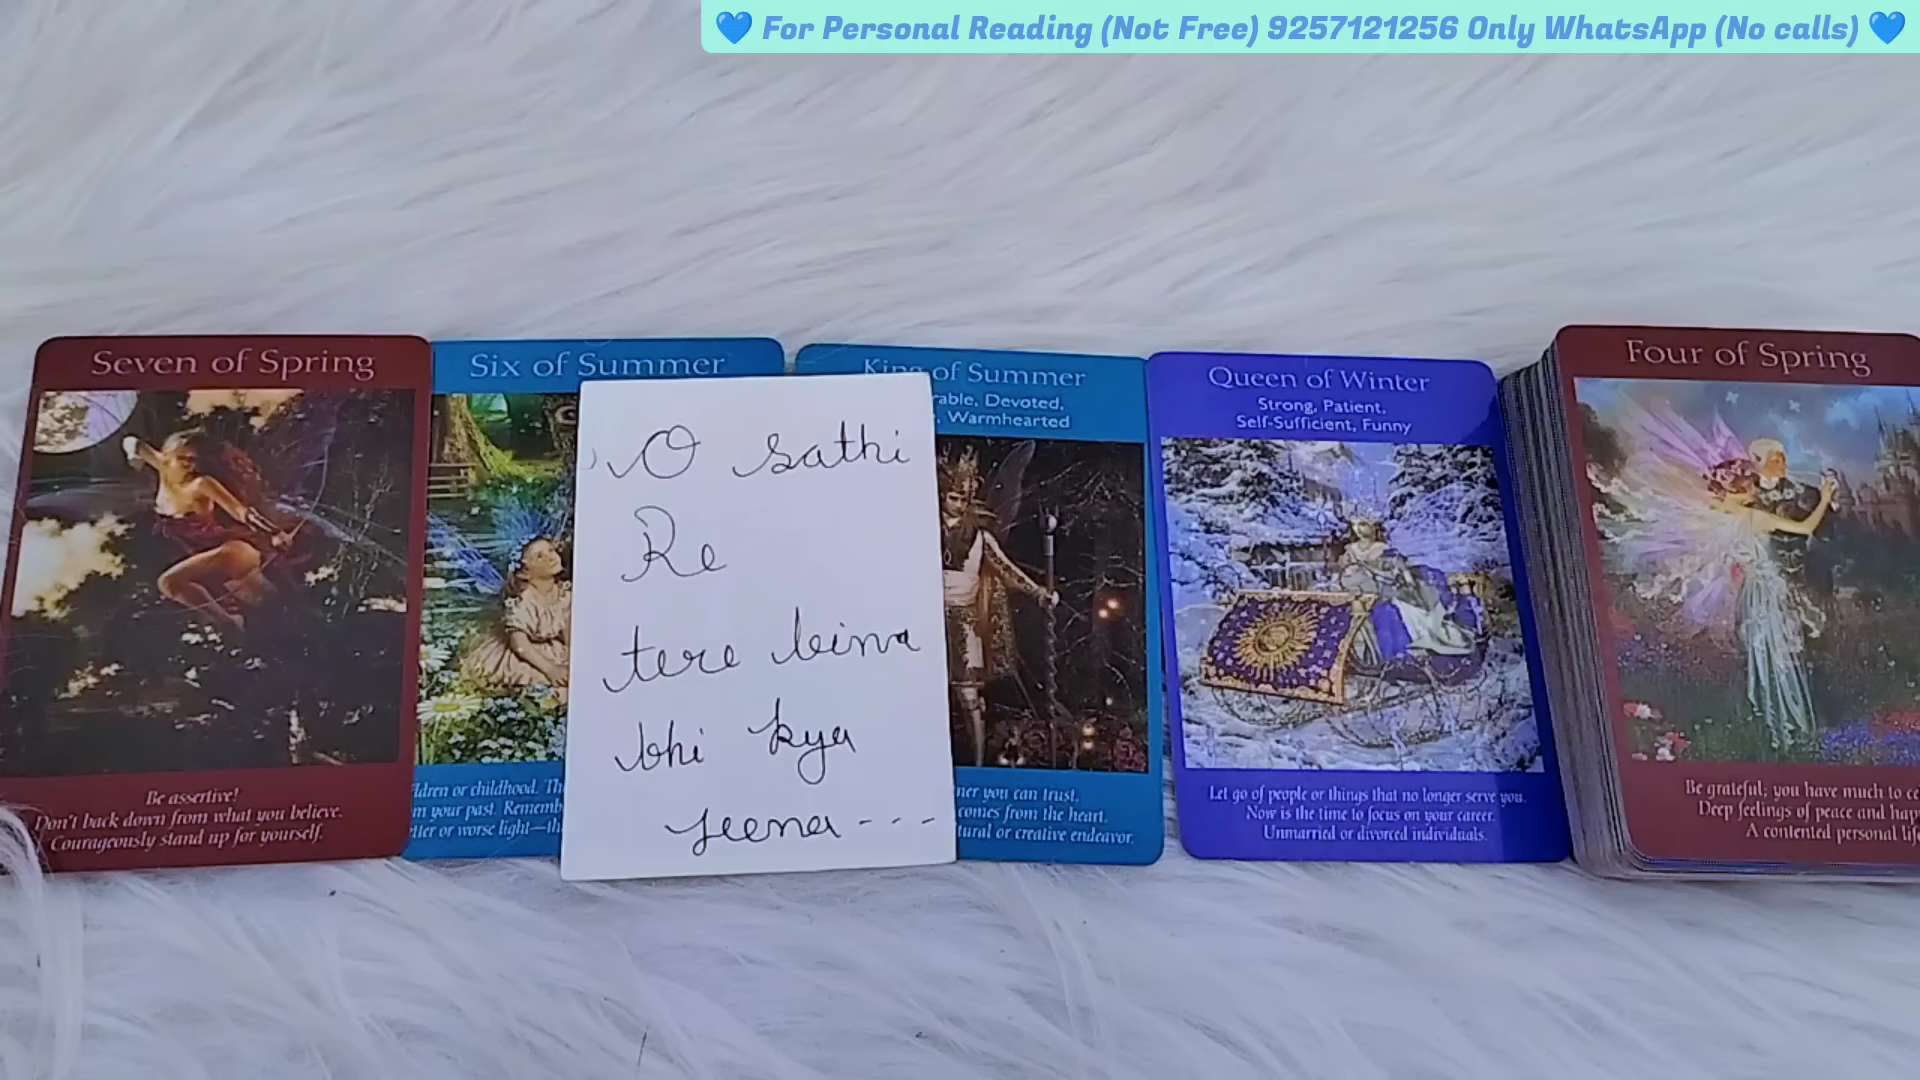 💙 For Personal Reading (Not Free) 9257121256 Only WhatsApp (No calls) 💙
Seven of Spring
Be assertive!
Don't back down from what you believe.
Courageously stand up for yourself.
Six of Summer
ldren or childhood. Th
m your past. Rememb
tter or worse light—th
O sathi
Re
tere bina
bhi kya
jeena - - -
King of Summer
rable, Devoted,
, Warmhearted
ner you can trust.
comes from the heart.
tural or creative endeavor.
Queen of Winter
Strong, Patient,
Self-Sufficient, Funny
Let go of people or things that no longer serve you.
Now is the time to focus on your career.
Unmarried or divorced individuals.
Four of Spring
Be grateful; you have much to ce
Deep feelings of peace and hap
A contented personal life